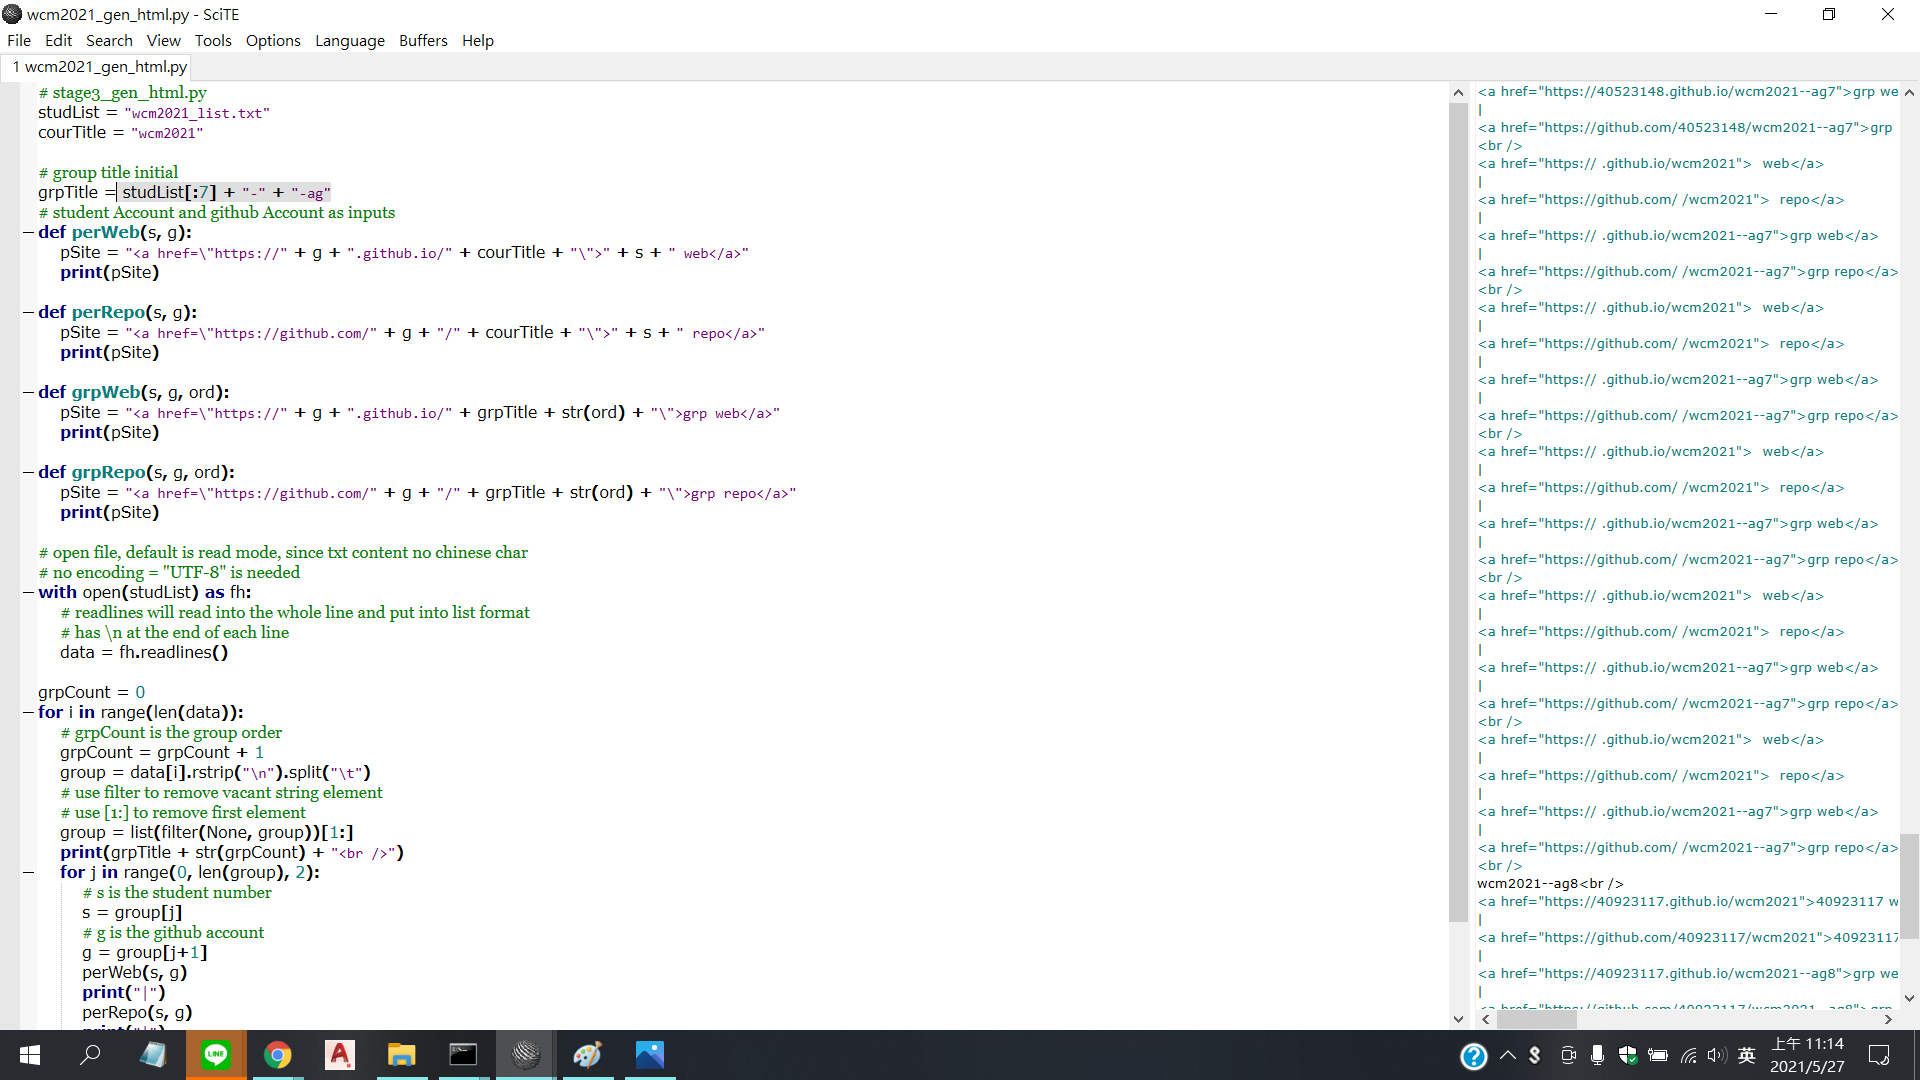 wcm2021_gen_html.py - SciTE
File Edit Search View Tools Options Language Buffers Help
1 wcm2021_gen_html.py
# stage3_gen_html.py
studList = "wcm2021_list.txt"
courTitle = "wcm2021"
# group title initial
grpTitle = studList[:7] + "-" + "-ag"
# student Account and github Account as inputs
def perWeb(s, g):
pSite = "<a href=\"https://" + g + ".github.io/" + courTitle + "\">" + s + " web</a>"
print(pSite)
def perRepo(s, g):
pSite = "<a href=\"https://github.com/" + g + "/" + courTitle + "\">" + s + " repo</a>"
print(pSite)
def grpWeb(s, g, ord):
pSite = "<a href=\"https://" + g + ".github.io/" + grpTitle + str(ord) + "\">grp web</a>"
print(pSite)
def grpRepo(s, g, ord):
pSite = "<a href=\"https://github.com/" + g + "/" + grpTitle + str(ord) + "\">grp repo</a>"
print(pSite)
# open file, default is read mode, since txt content no chinese char
# no encoding = "UTF-8" is needed
with open(studList) as fh:
# readlines will read into the whole line and put into list format
# has \n at the end of each line
data = fh.readlines()
grpCount = 0
for i in range(len(data)):
# grpCount is the group order
grpCount = grpCount + 1
group = data[i].rstrip("\n").split("\t")
# use filter to remove vacant string element
# use [1:] to remove first element
group = list(filter(None, group))[1:]
print(grpTitle + str(grpCount) + "<br />")
for j in range(0, len(group), 2):
# s is the student number
s = group[j]
# g is the github account
g = group[j+1]
perWeb(s, g)
print("|")
perRepo(s, g)
print("|")
<a href="https://40523148.github.io/wcm2021--ag7">grp we
|
<a href="https://github.com/40523148/wcm2021--ag7">grp
<br />
<a href="https:// .github.io/wcm2021">  web</a>
|
<a href="https://github.com/ /wcm2021">  repo</a>
|
<a href="https:// .github.io/wcm2021--ag7">grp web</a>
|
<a href="https://github.com/ /wcm2021--ag7">grp repo</a>
<br />
<a href="https:// .github.io/wcm2021">  web</a>
|
<a href="https://github.com/ /wcm2021">  repo</a>
|
<a href="https:// .github.io/wcm2021--ag7">grp web</a>
|
<a href="https://github.com/ /wcm2021--ag7">grp repo</a>
<br />
<a href="https:// .github.io/wcm2021">  web</a>
|
<a href="https://github.com/ /wcm2021">  repo</a>
|
<a href="https:// .github.io/wcm2021--ag7">grp web</a>
|
<a href="https://github.com/ /wcm2021--ag7">grp repo</a>
<br />
<a href="https:// .github.io/wcm2021">  web</a>
|
<a href="https://github.com/ /wcm2021">  repo</a>
|
<a href="https:// .github.io/wcm2021--ag7">grp web</a>
|
<a href="https://github.com/ /wcm2021--ag7">grp repo</a>
<br />
<a href="https:// .github.io/wcm2021">  web</a>
|
<a href="https://github.com/ /wcm2021">  repo</a>
|
<a href="https:// .github.io/wcm2021--ag7">grp web</a>
|
<a href="https://github.com/ /wcm2021--ag7">grp repo</a>
<br />
wcm2021--ag8<br />
<a href="https://40923117.github.io/wcm2021">40923117 w
|
<a href="https://github.com/40923117/wcm2021">40923117
|
<a href="https://40923117.github.io/wcm2021--ag8">grp we
|
<a href="https://github.com/40923117/wcm2021--ag8">grp
LINE
英
上午 11:14
2021/5/27